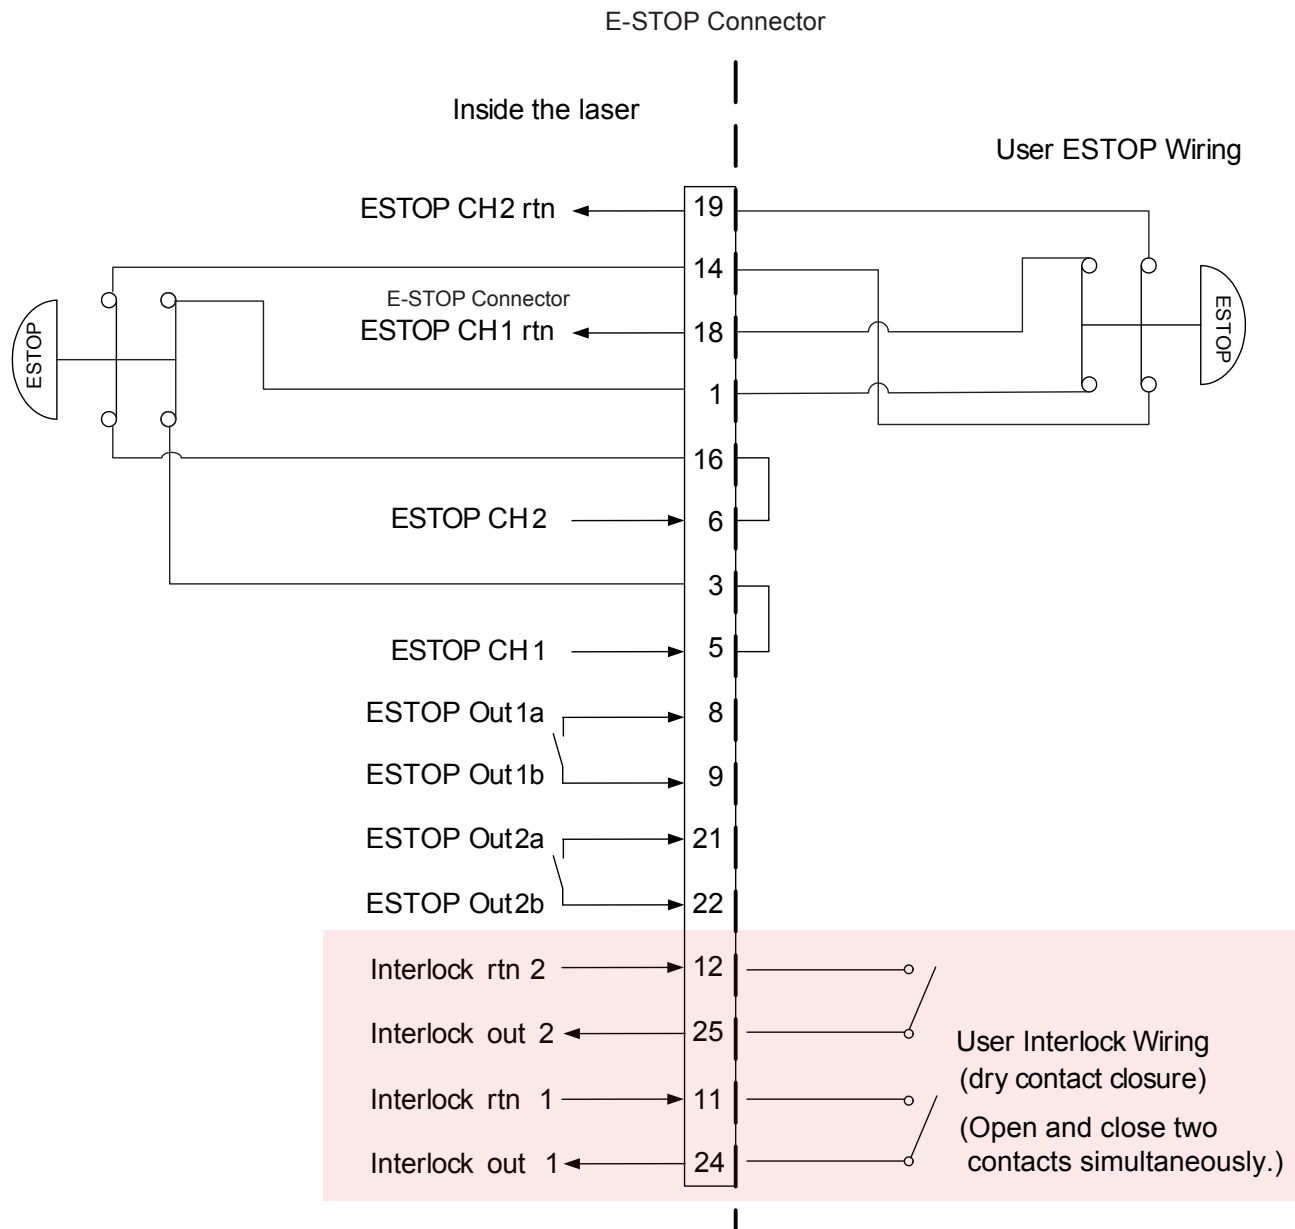 E-STOP Connector
Inside the laser
User ESTOP Wiring
ESTOP CH2 rtn
19
14
E-STOP Connector
ESTOP CH1 rtn
18
1
ESTOP
ESTOP
16
ESTOP CH2
6
3
ESTOP CH1
5
ESTOP Out1a
8
ESTOP Out1b
9
ESTOP Out2a
21
ESTOP Out2b
22
Interlock rtn 2
12
Interlock out 2
25
User Interlock Wiring
(dry contact closure)
Interlock rtn 1
11
(Open and close two
contacts simultaneously.)
Interlock out 1
24